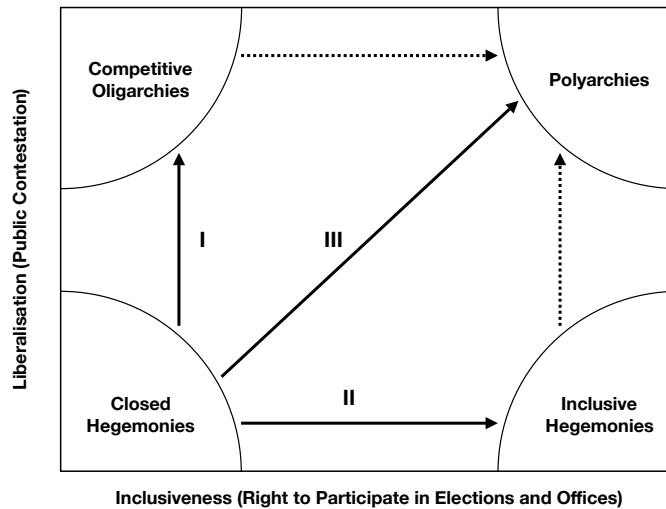 Competitive
Oligarchies
Polyarchies
Liberalisation (Public Contestation)
I
III
Closed
Hegemonies
II
Inclusive
Hegemonies
Inclusiveness (Right to Participate in Elections and Offices)